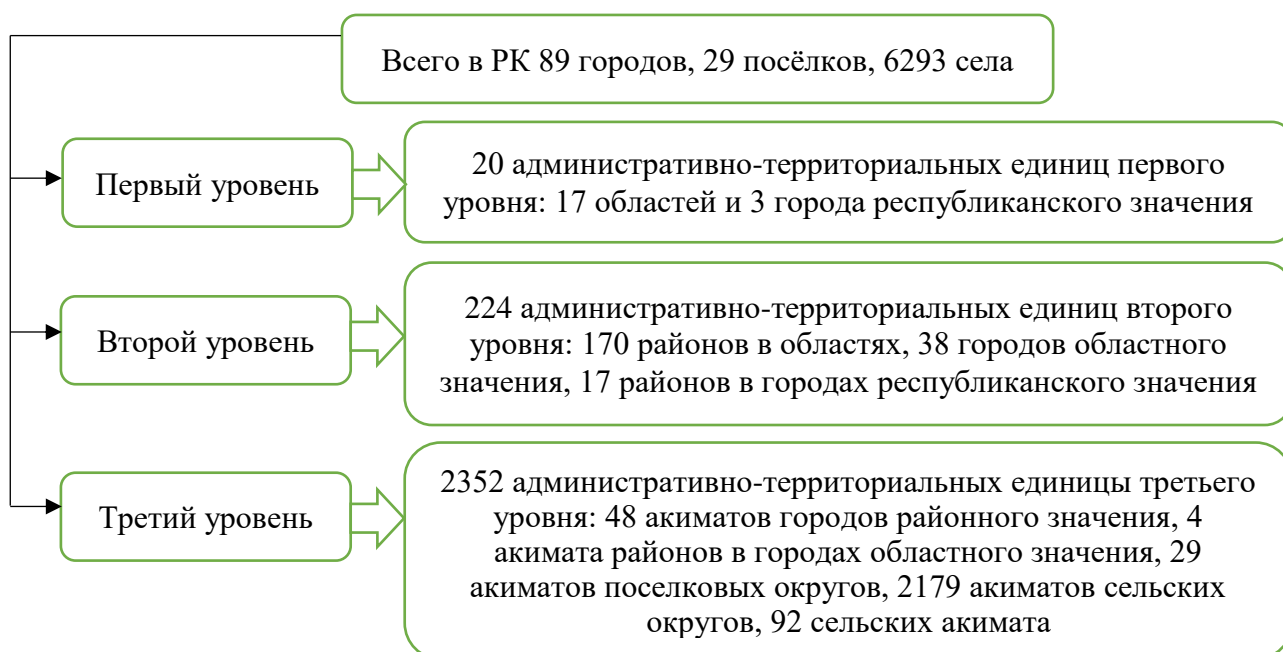 Всего в РК 89 городов, 29 посёлков, 6293 села
Первый уровень
20 административно-территориальных единиц первого
уровня: 17 областей и 3 города республиканского значения
Второй уровень
224 административно-территориальных единиц второго
уровня: 170 районов в областях, 38 городов областного
значения, 17 районов в городах республиканского значения
Третий уровень
2352 административно-территориальных единицы третьего
уровня: 48 акиматов городов районного значения, 4
акимата районов в городах областного значения, 29
акиматов поселковых округов, 2179 акиматов сельских
округов, 92 сельских акимата